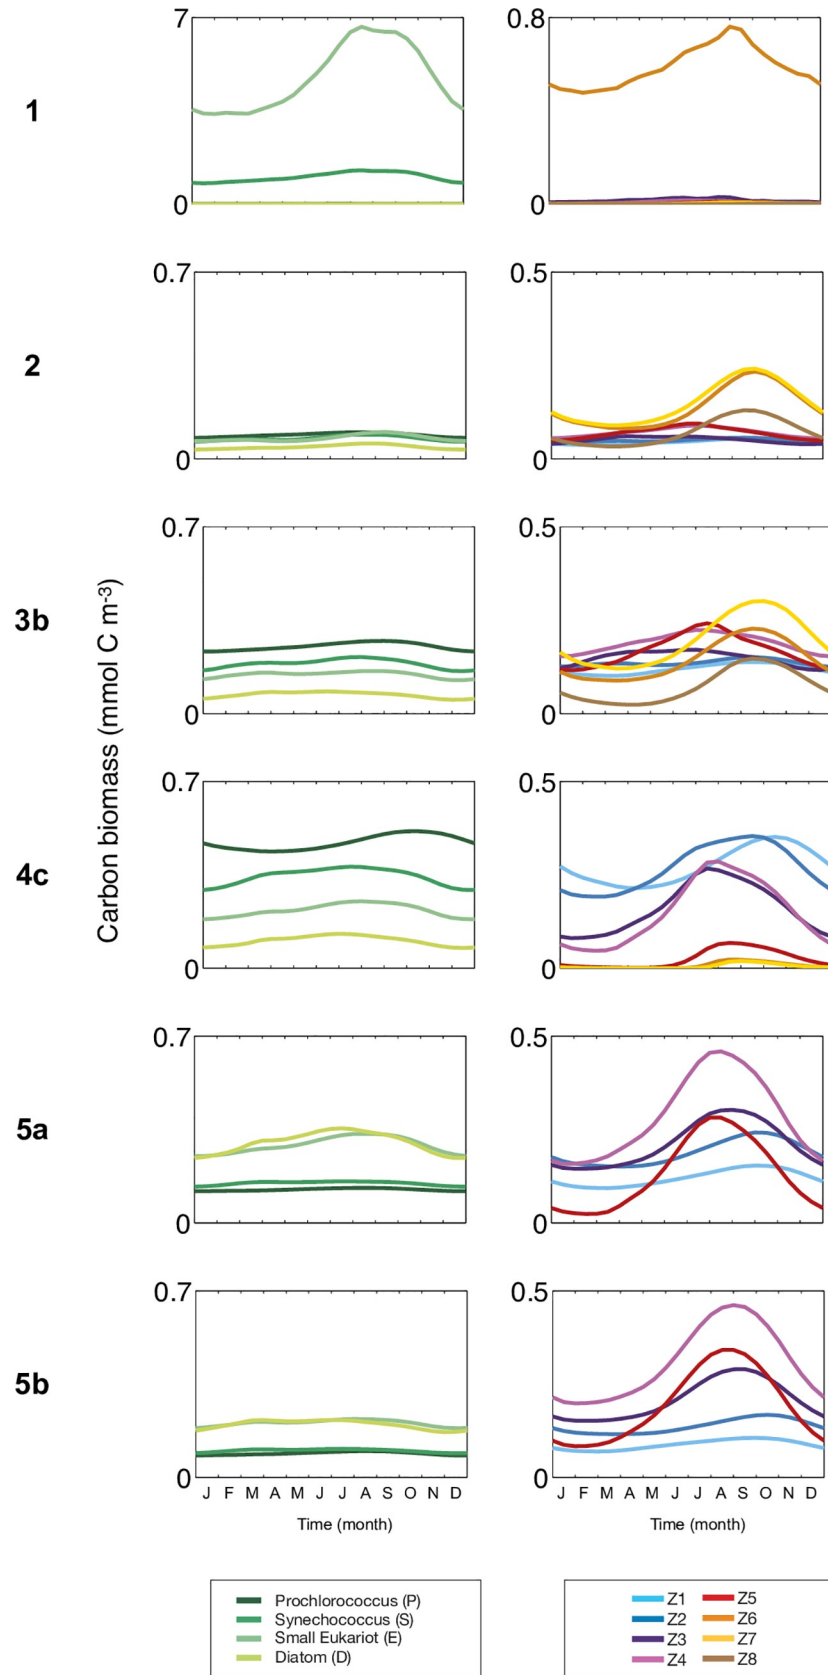 1
7
0
0.8
0
2
0.7
0
0.5
0
3b
0.7
0
0.5
0
4c
0.7
0
0.5
0
5a
0.7
0
0.5
0
5b
0.7
0
0.5
0
Carbon biomass (mmol C m-3)
J F M A M J J A S O N D
J F M A M J J A S O N D
Time (month)
Time (month)
Prochlorococcus (P)
Synechococcus (S)
Small Eukariot (E)
Diatom (D)
Z1 Z5
Z2 Z6
Z3 Z7
Z4 Z8